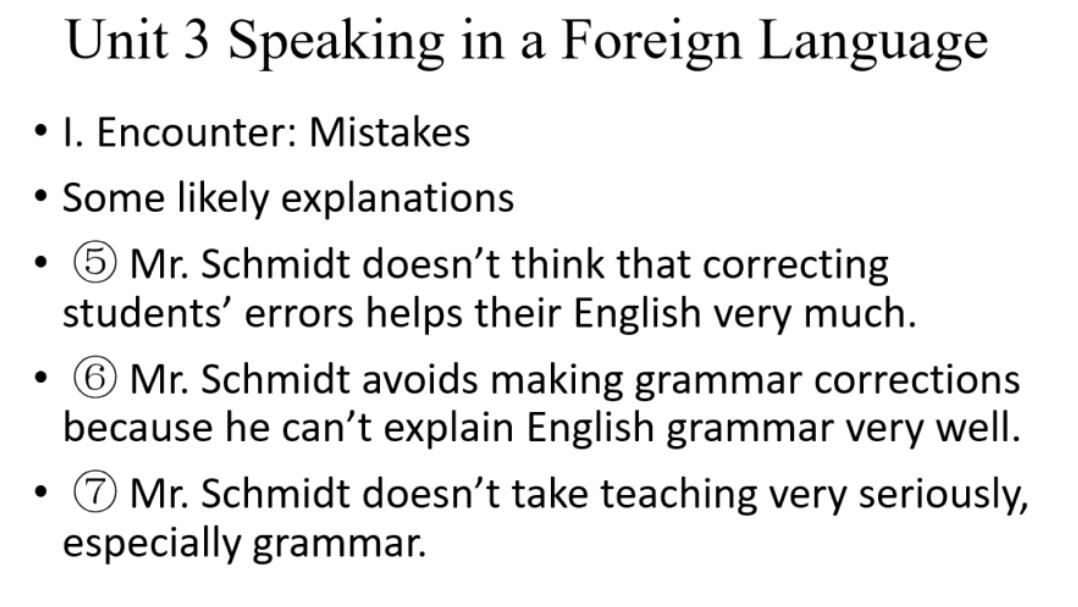 Unit 3 Speaking in a Foreign Language
• I. Encounter: Mistakes
• Some likely explanations
• ⑤ Mr. Schmidt doesn’t think that correcting
students’ errors helps their English very much.
• ⑥ Mr. Schmidt avoids making grammar corrections
because he can’t explain English grammar very well.
• ⑦ Mr. Schmidt doesn’t take teaching very seriously,
especially grammar.